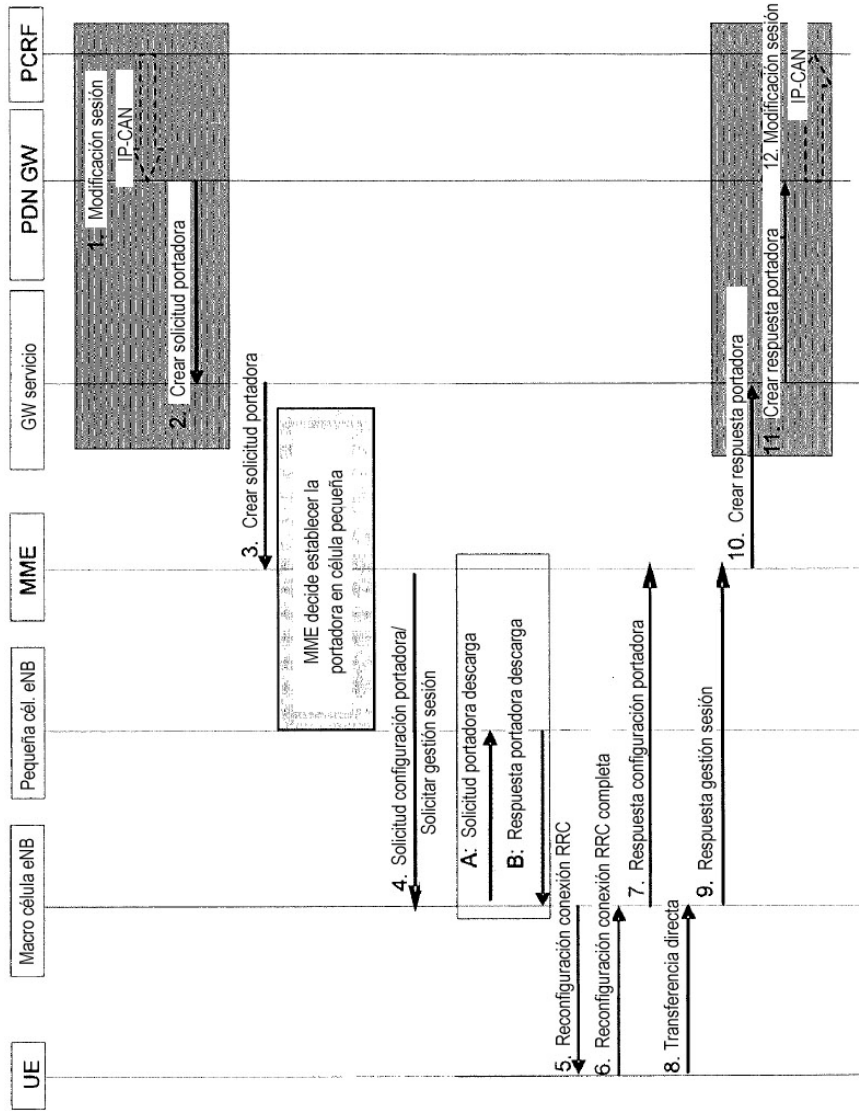 UE
Macro célula eNB
Pequeña cél. eNB
MME
GW servicio
PDN GW
PCRF
1. Modificación sesión
IP-CAN
2. Crear solicitud portadora
3. Crear solicitud portadora
MME decide establecer la
portadora en célula pequeña
4. Solicitud configuración portadora/
Solicitar gestión sesión
A: Solicitud portadora descarga
B: Respuesta portadora descarga
5. Reconfiguración conexión RRC
6. Reconfiguración conexión RRC completa
7. Respuesta configuración portadora
8. Transferencia directa
9. Respuesta gestión sesión
10. Crear respuesta portadora
11. Crear respuesta portadora
12. Modificación sesión
IP-CAN